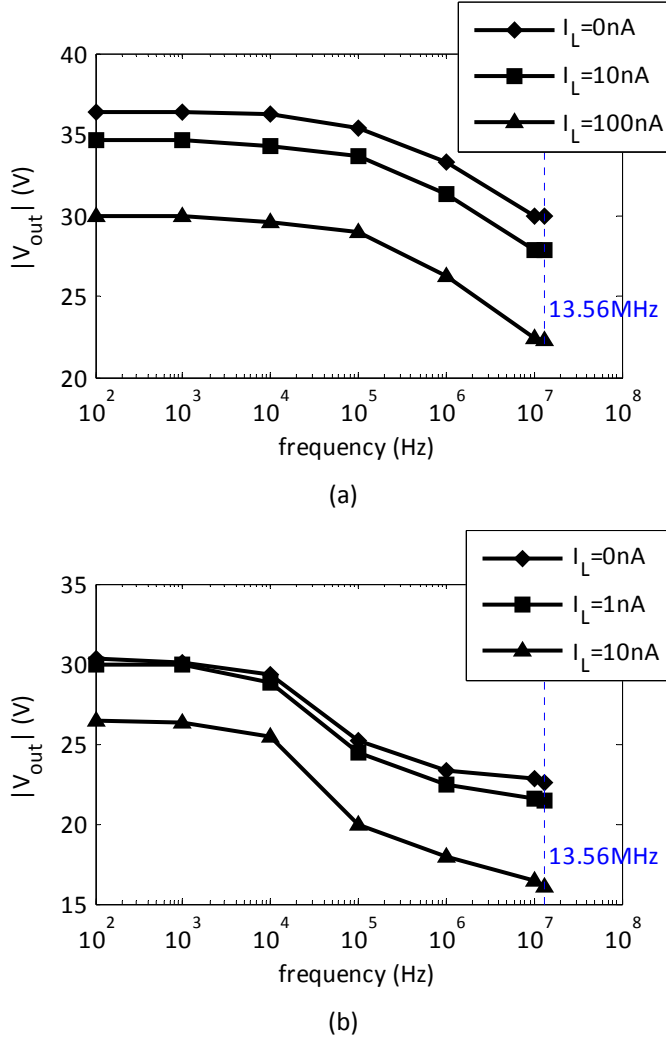 I_L=0nA
I_L=10nA
I_L=100nA
40
35
30
25
20
|V_out| (V)
13.56MHz
10^2 10^3 10^4 10^5 10^6 10^7 10^8
frequency (Hz)
(a)
I_L=0nA
I_L=1nA
I_L=10nA
35
30
25
20
15
|V_out| (V)
13.56MHz
10^2 10^3 10^4 10^5 10^6 10^7 10^8
frequency (Hz)
(b)